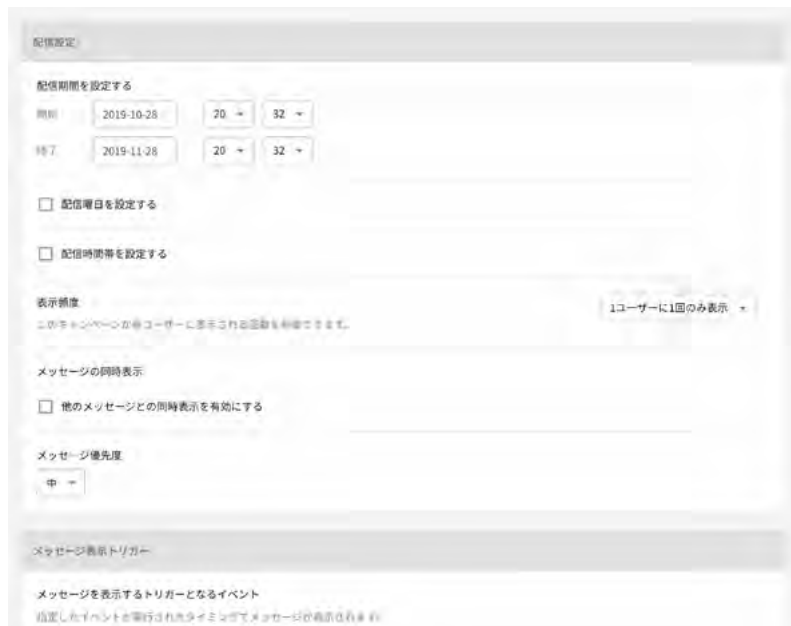 配信設定
配信期間を設定する
開始 2019-10-28 20 32
終了 2019-11-28 20 32
配信曜日を設定する
配信時間帯を設定する
表示頻度
1ユーザーに1回のみ表示
このキャンペーンが各ユーザーに表示される回数を制御できます。
メッセージの同時表示
他のメッセージとの同時表示を有効にする
メッセージ優先度
中
メッセージ表示トリガー
メッセージを表示するトリガーとなるイベント
指定したイベントが実行されたタイミングでメッセージが表示されます。